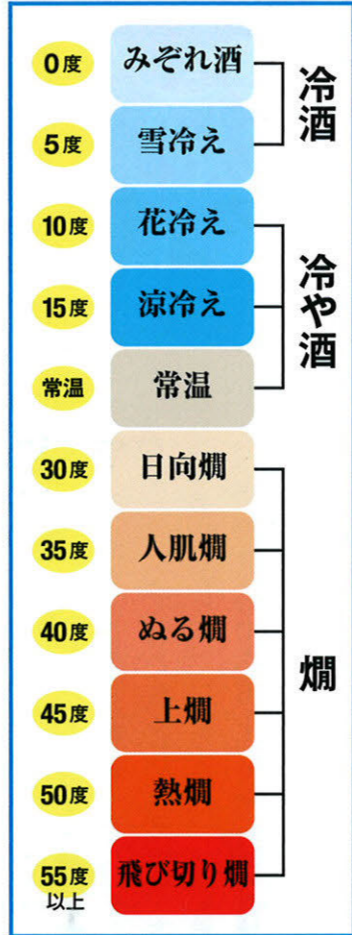 0度 みぞれ酒
5度 雪冷え
冷酒
10度 花冷え
15度 涼冷え
常温 常温
冷や酒
30度 日向燗
35度 人肌燗
40度 ぬる燗
45度 上燗
50度 熱燗
55度以上 飛び切り燗
燗